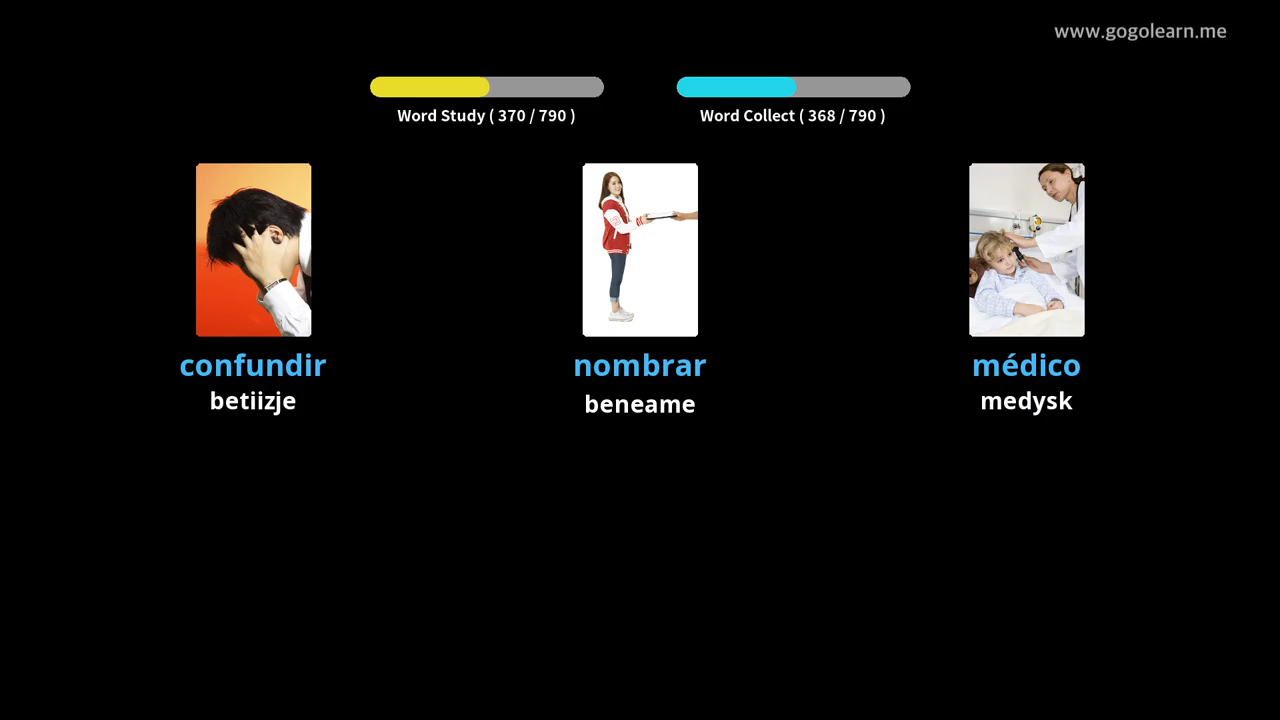 www.gogolearn.me
Word Study ( 370 / 790 )
Word Collect ( 368 / 790 )
confundir
betiizje
nombrar
beneame
médico
medysk